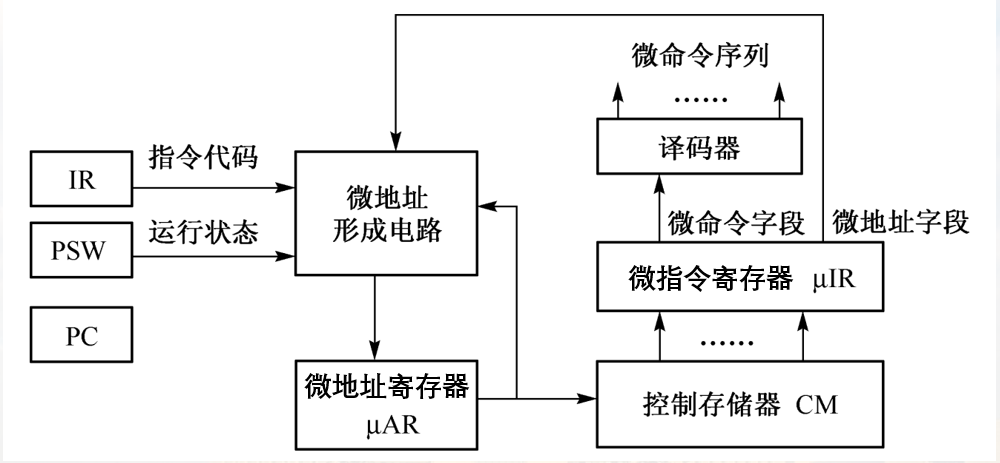 微命令序列
……
译码器
指令代码
IR
微地址
形成电路
运行状态
PSW
微命令字段
微地址字段
微指令寄存器 μIR
PC
……
微地址寄存器
μAR
控制存储器 CM